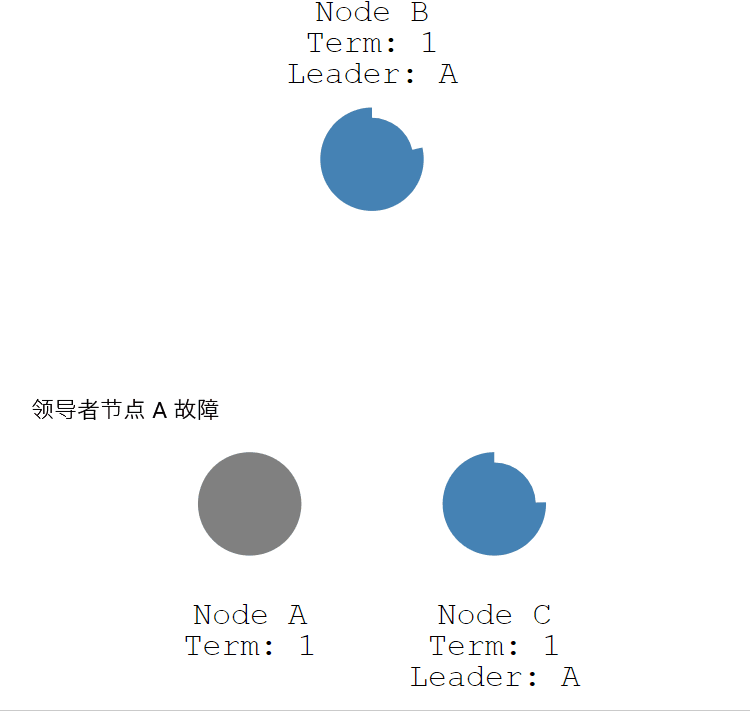 Node B
Term: 1
Leader: A
领导者节点 A 故障
Node A
Term: 1
Node C
Term: 1
Leader: A